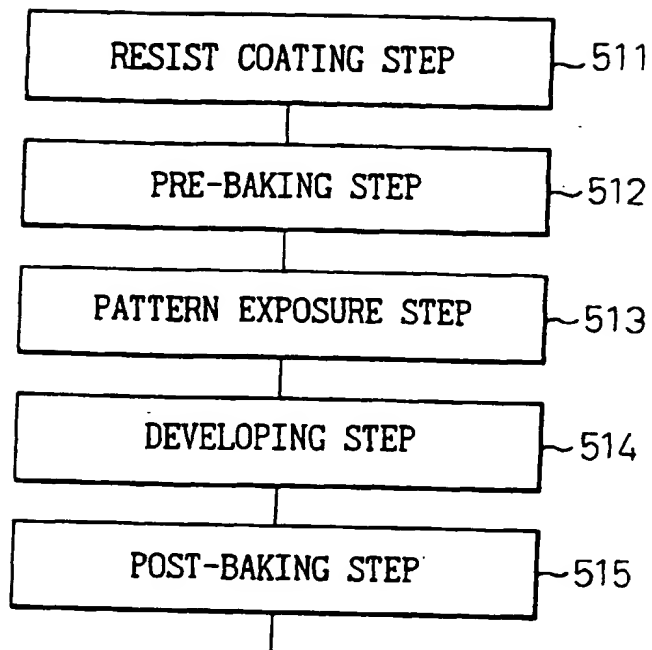 RESIST COATING STEP 511
PRE-BAKING STEP 512
PATTERN EXPOSURE STEP 513
DEVELOPING STEP 514
POST-BAKING STEP 515